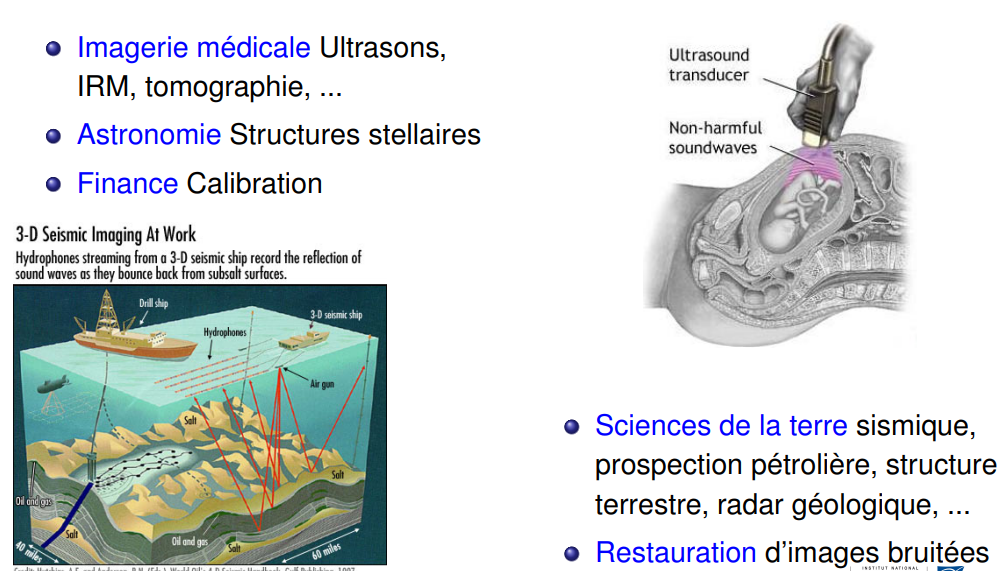 Imagerie médicale Ultrasons,
IRM, tomographie, ...
Astronomie Structures stellaires
Finance Calibration
3-D Seismic Imaging At Work
Hydrophones streaming from a 3-D seismic ship record the reflection of
sound waves as they bounce back from subsalt surfaces.
Drill ship
3-D seismic ship
Hydrophones
Air gun
Salt
Salt
Oil and gas
Salt
Oil and gas
Salt
40 miles
60 miles
Ultrasound
transducer
Non-harmful
soundwaves
Sciences de la terre sismique,
prospection pétrolière, structure
terrestre, radar géologique, ...
Restauration d'images bruitées
INSTITUT NATIONAL